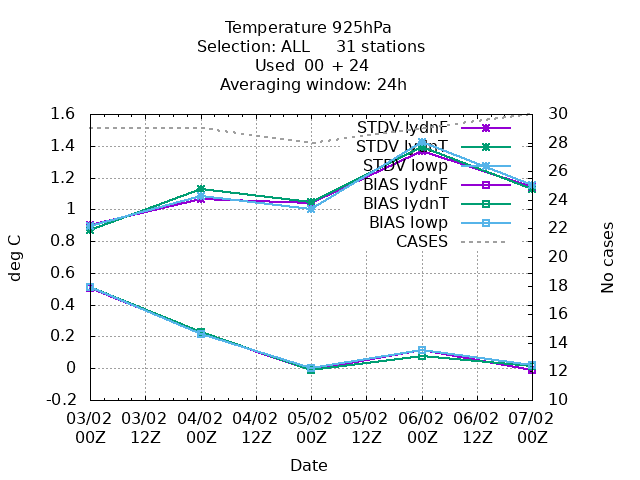 Temperature 925hPa
Selection: ALL 31 stations
Used 00 + 24
Averaging window: 24h
STDV lydnF
STDV lydnT
STDV lowp
BIAS lydnF
BIAS lydnT
BIAS lowp
CASES
deg C
1.6
1.4
1.2
1
0.8
0.6
0.4
0.2
0
-0.2
No cases
30
28
26
24
22
20
18
16
14
12
10
03/02 03/02 04/02 04/02 05/02 05/02 06/02 06/02 07/02
00Z 12Z 00Z 12Z 00Z 12Z 00Z 12Z 00Z
Date